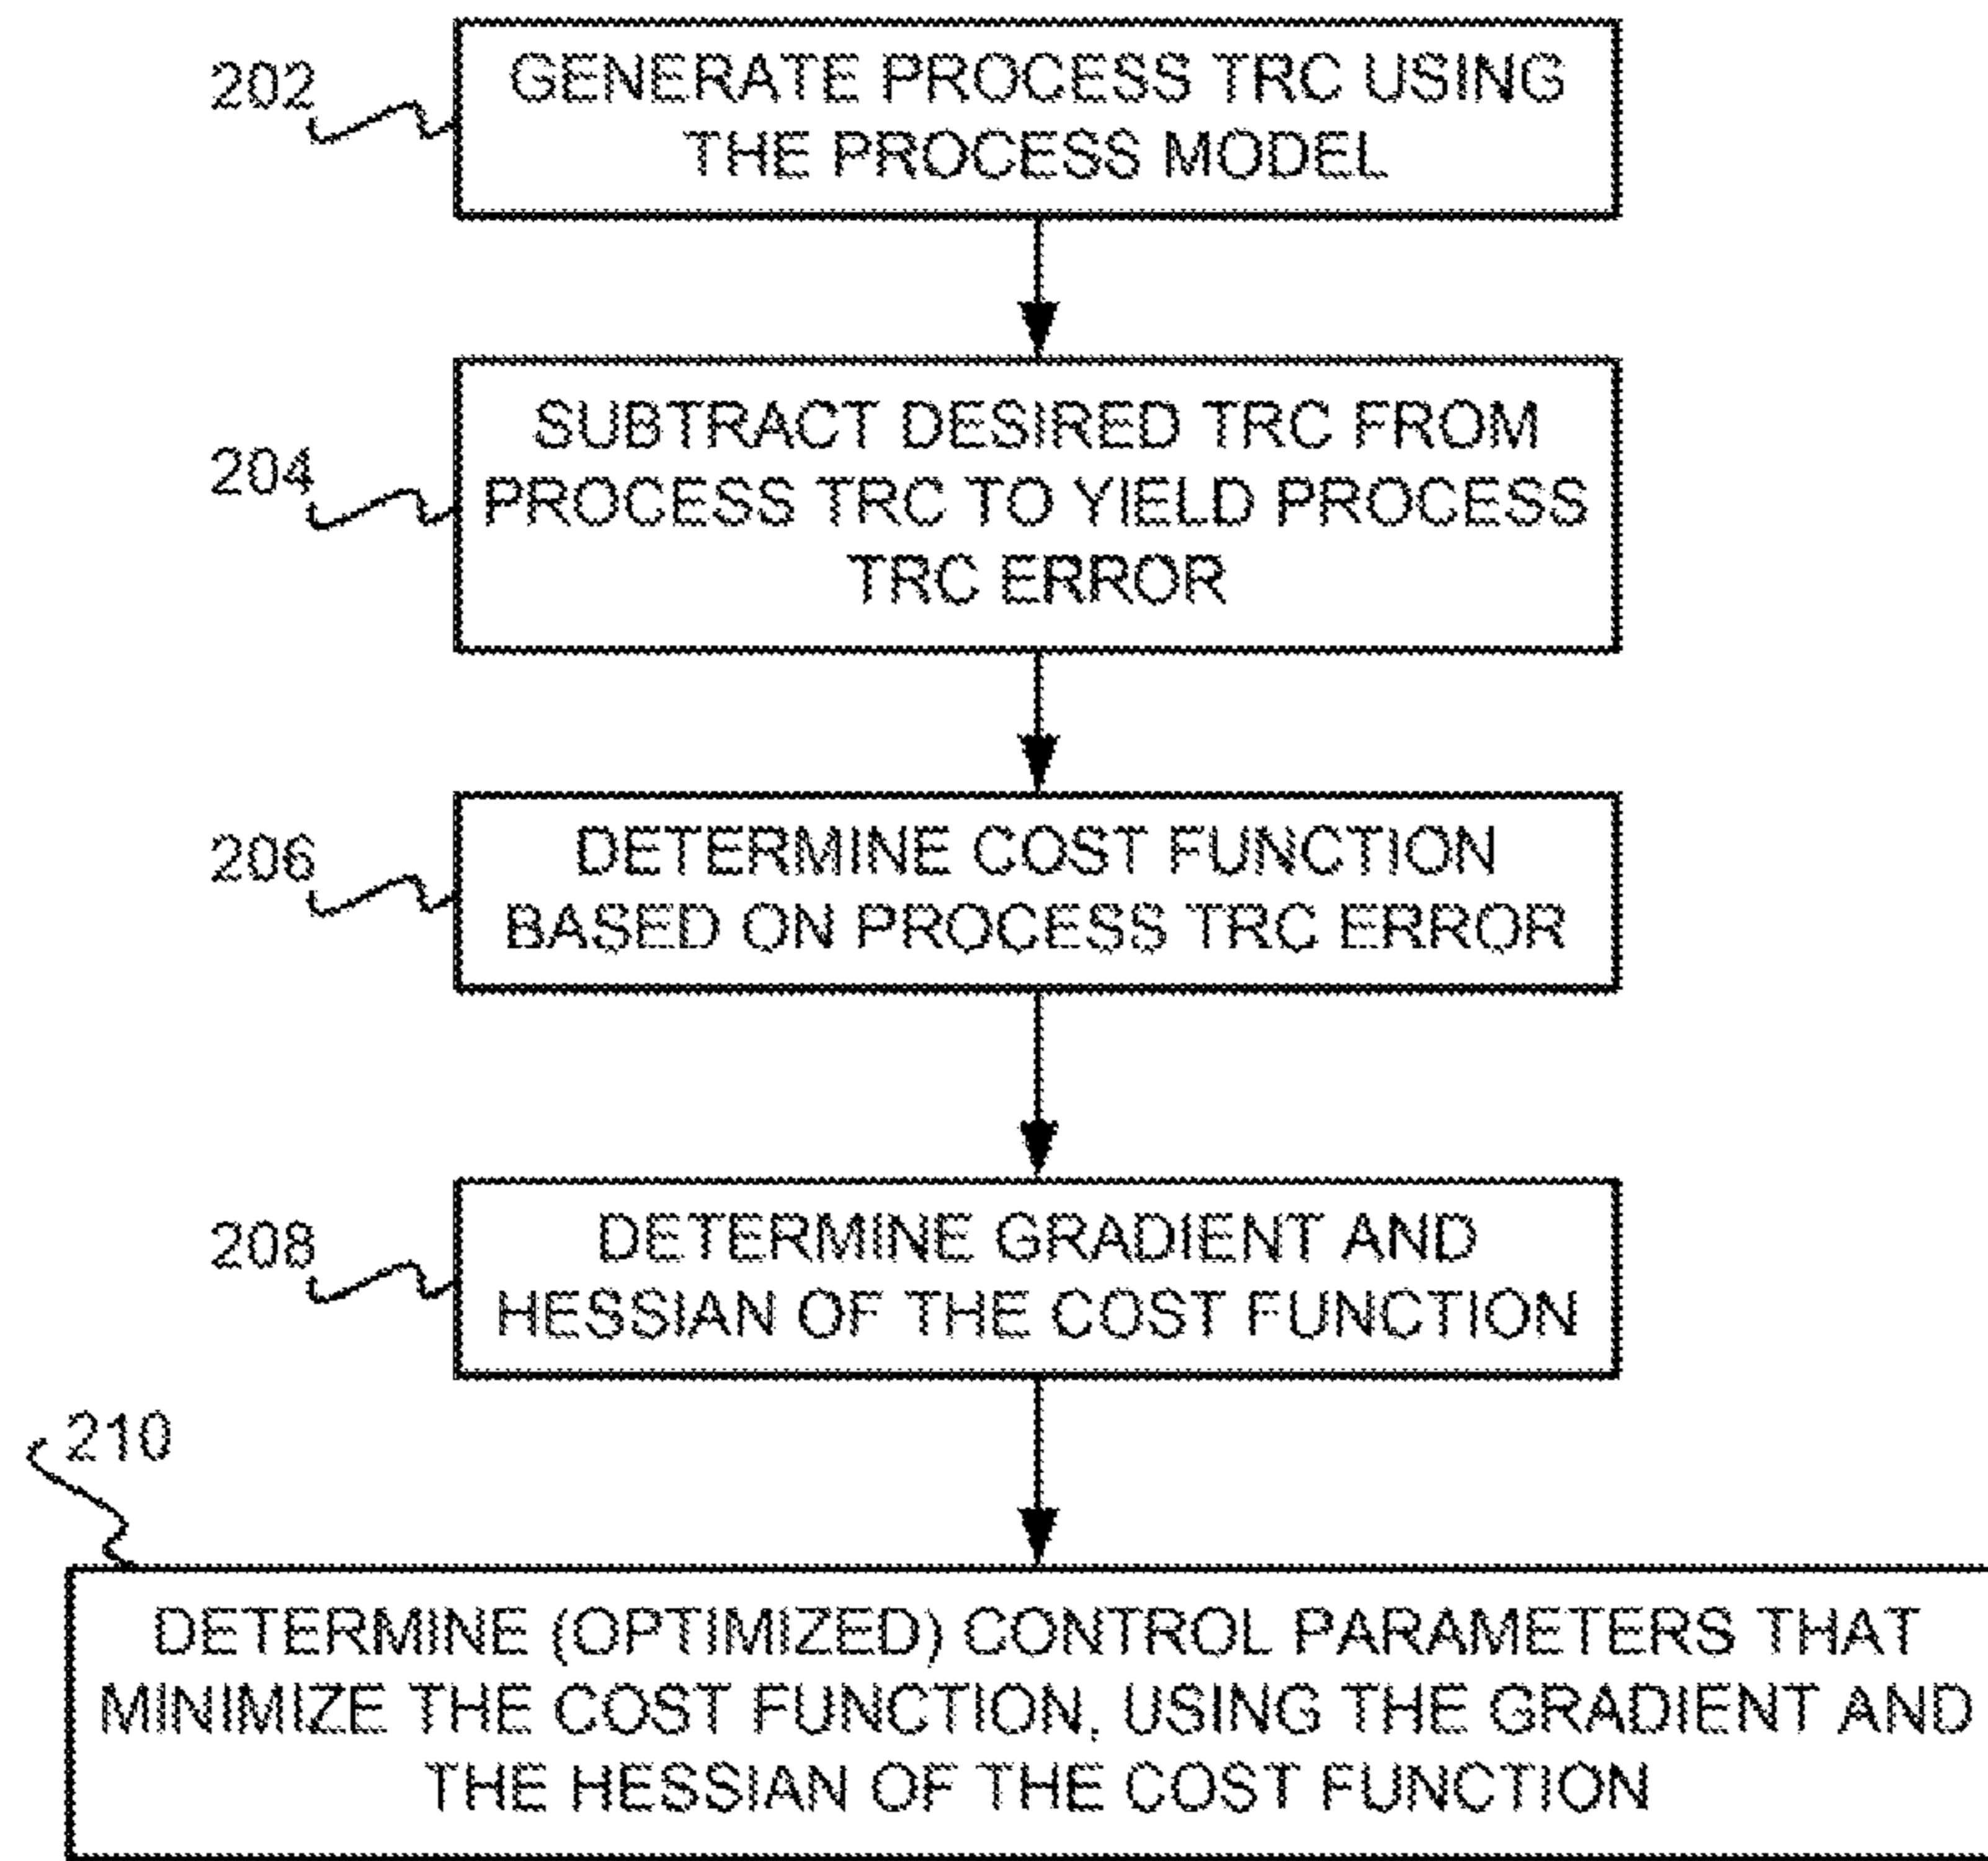 202
GENERATE PROCESS TRC USING
THE PROCESS MODEL
204
SUBTRACT DESIRED TRC FROM
PROCESS TRC TO YIELD PROCESS
TRC ERROR
206
DETERMINE COST FUNCTION
BASED ON PROCESS TRC ERROR
208
DETERMINE GRADIENT AND
HESSIAN OF THE COST FUNCTION
210
DETERMINE (OPTIMIZED) CONTROL PARAMETERS THAT
MINIMIZE THE COST FUNCTION, USING THE GRADIENT AND
THE HESSIAN OF THE COST FUNCTION